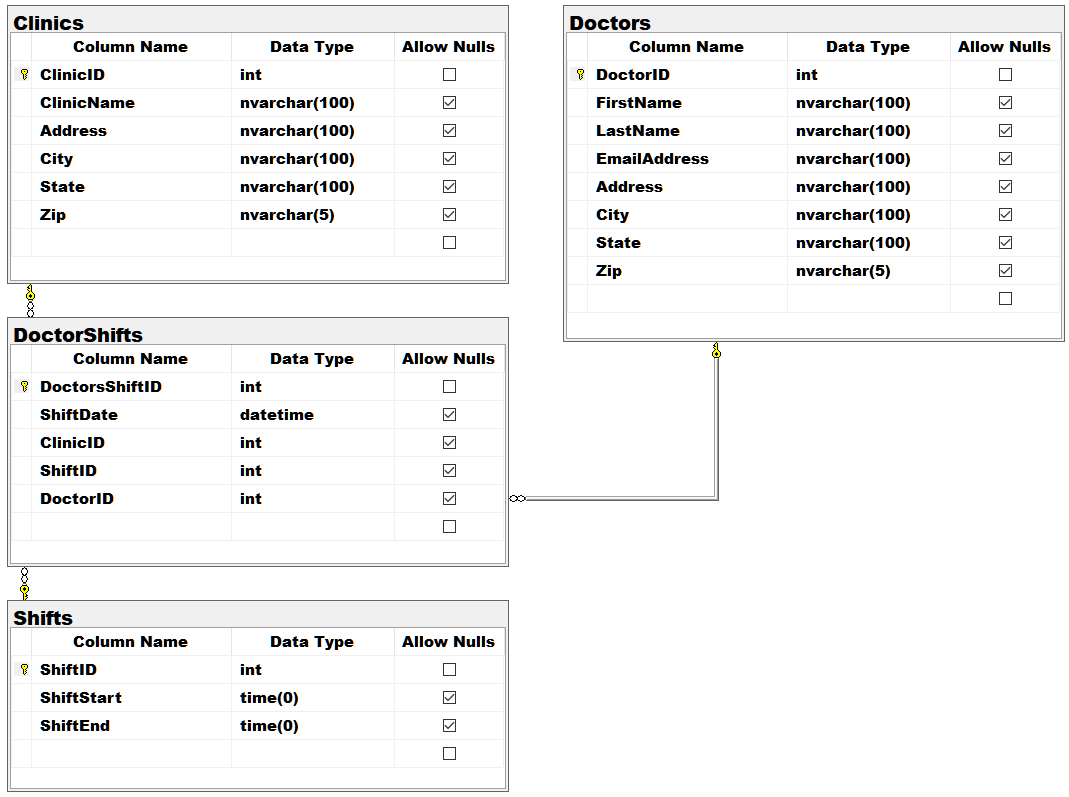 Clinics
Column Name Data Type Allow Nulls
ClinicID int
ClinicName nvarchar(100)
Address nvarchar(100)
City nvarchar(100)
State nvarchar(100)
Zip nvarchar(5)
Doctors
Column Name Data Type Allow Nulls
DoctorID int
FirstName nvarchar(100)
LastName nvarchar(100)
EmailAddress nvarchar(100)
Address nvarchar(100)
City nvarchar(100)
State nvarchar(100)
Zip nvarchar(5)
DoctorShifts
Column Name Data Type Allow Nulls
DoctorsShiftID int
ShiftDate datetime
ClinicID int
ShiftID int
DoctorID int
Shifts
Column Name Data Type Allow Nulls
ShiftID int
ShiftStart time(0)
ShiftEnd time(0)